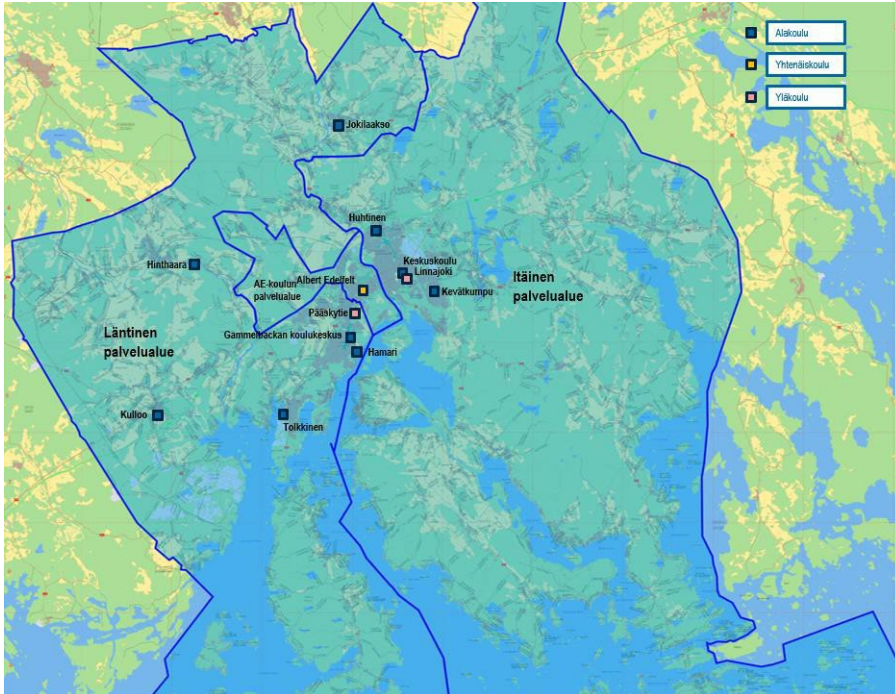 Alakoulu
Yhtenäiskoulu
Yläkoulu
Jokilaakso
Huhtinen
Hinthaara
Keskuskoulu
Linnajoki
Kevätkumpu
Itäinen
palvelualue
Albert Edelfelt
AE-koulun
palvelualue
Pääskytie
Läntinen
palvelualue
Gammelbackan koulukeskus
Hamari
Kulloo
Tolkkinen